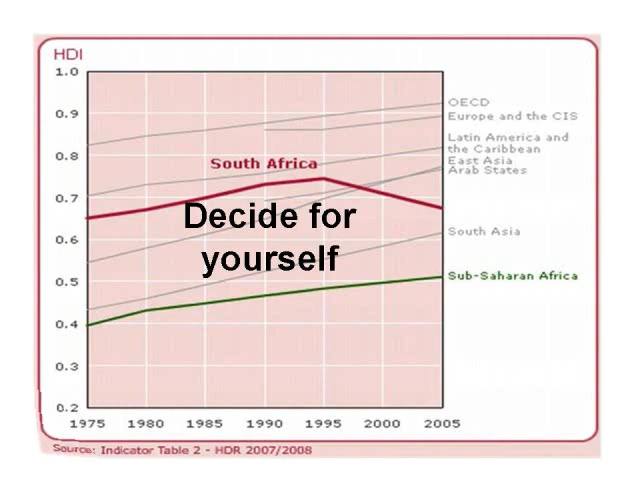 HDI
1.0
0.9
0.8
0.7
0.6
0.5
0.4
0.3
0.2
OECD
Europe and the CIS
Latin America and
the Caribbean
East Asia
Arab States
South Africa
Decide for
yourself
South Asia
Sub-Saharan Africa
1975 1980 1985 1990 1995 2000 2005
Source: Indicator Table 2 - HDR 2007/2008